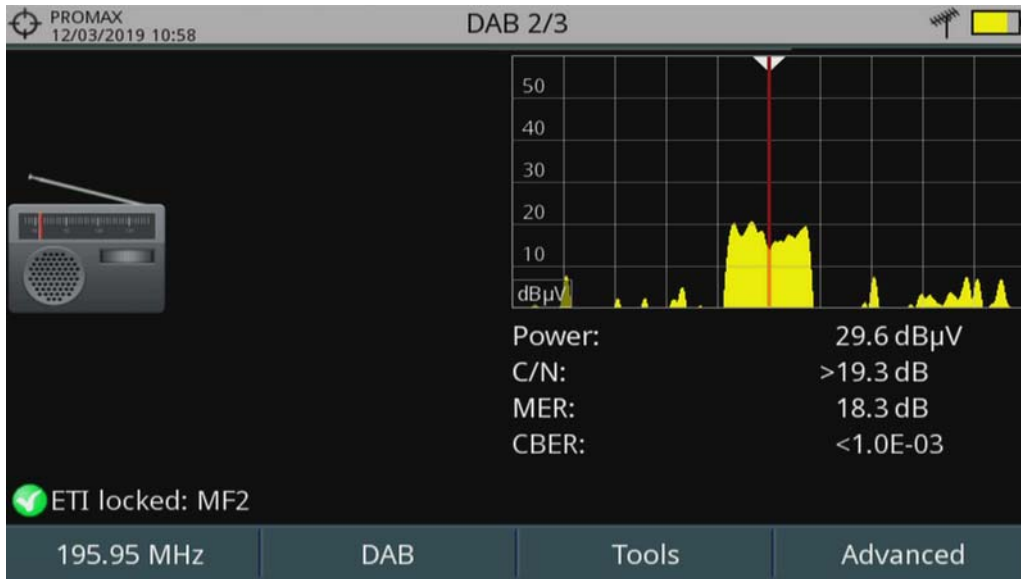 PROMAX
12/03/2019 10:58
DAB 2/3
50
40
30
20
10
dBµV
Power: 29.6 dBµV
C/N: >19.3 dB
MER: 18.3 dB
CBER: <1.0E-03
ETI locked: MF2
195.95 MHz DAB Tools Advanced